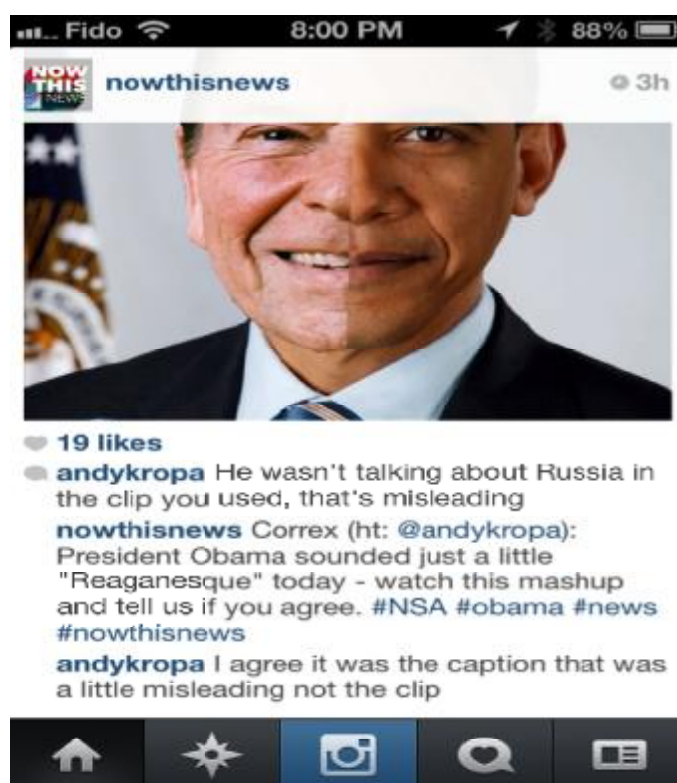 Fido 8:00 PM 88%
NOW THIS NEWS
nowthisnews 3h
19 likes
andykropa He wasn't talking about Russia in
the clip you used, that's misleading
nowthisnews Correx (ht: @andykropa):
President Obama sounded just a little
"Reaganesque" today - watch this mashup
and tell us if you agree. #NSA #obama #news
#nowthisnews
andykropa I agree it was the caption that was
a little misleading not the clip